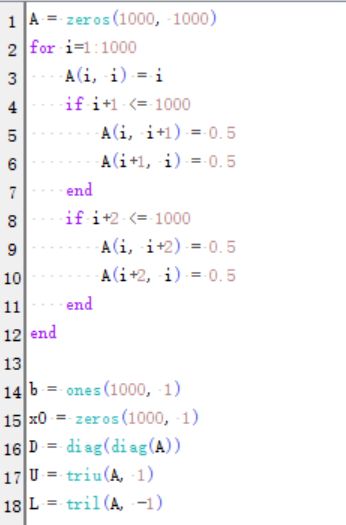 1 A = zeros(1000, 1000)
2 for i=1:1000
3     A(i, i) = i
4     if i+1 <= 1000
5         A(i, i+1) = 0.5
6         A(i+1, i) = 0.5
7     end
8     if i+2 <= 1000
9         A(i, i+2) = 0.5
10         A(i+2, i) = 0.5
11     end
12 end
13
14 b = ones(1000, 1)
15 x0 = zeros(1000, 1)
16 D = diag(diag(A))
17 U = triu(A, 1)
18 L = tril(A, -1)